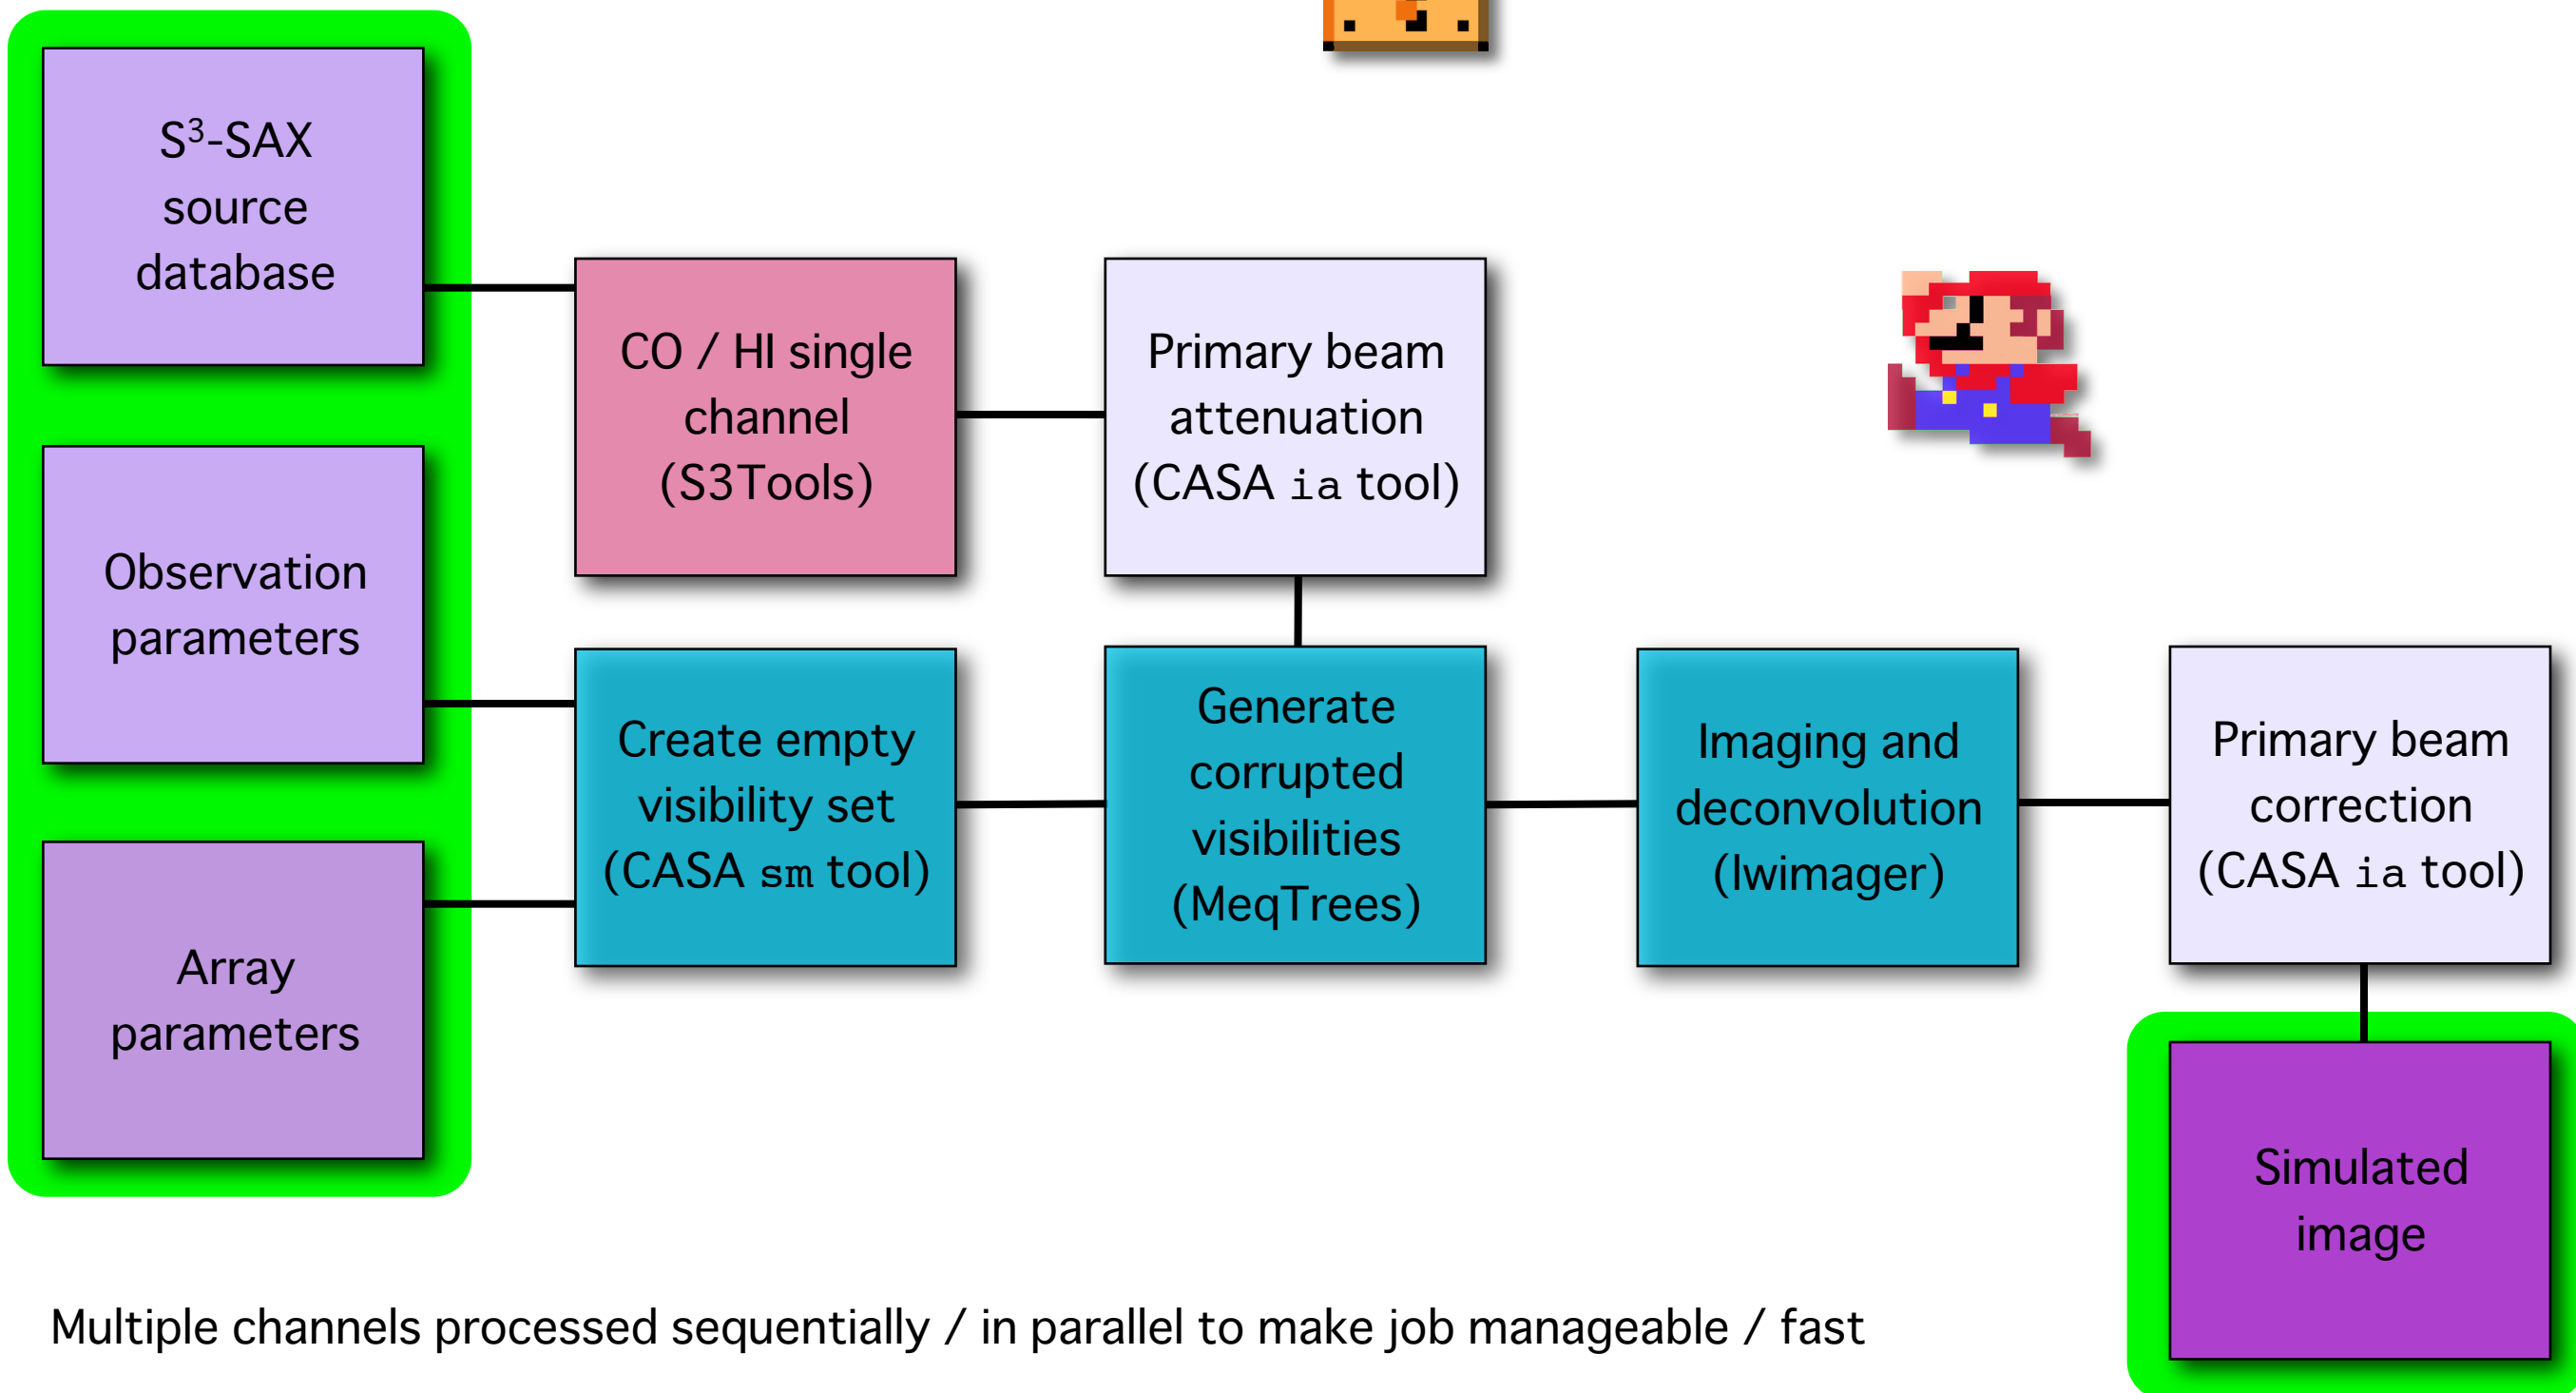 S³-SAX
source
database
Observation
parameters
Array
parameters
CO / HI single
channel
(S3Tools)
Primary beam
attenuation
(CASA ia tool)
Create empty
visibility set
(CASA sm tool)
Generate
corrupted
visibilities
(MeqTrees)
Imaging and
deconvolution
(lwimager)
Primary beam
correction
(CASA ia tool)
Simulated
image
Multiple channels processed sequentially / in parallel to make job manageable / fast